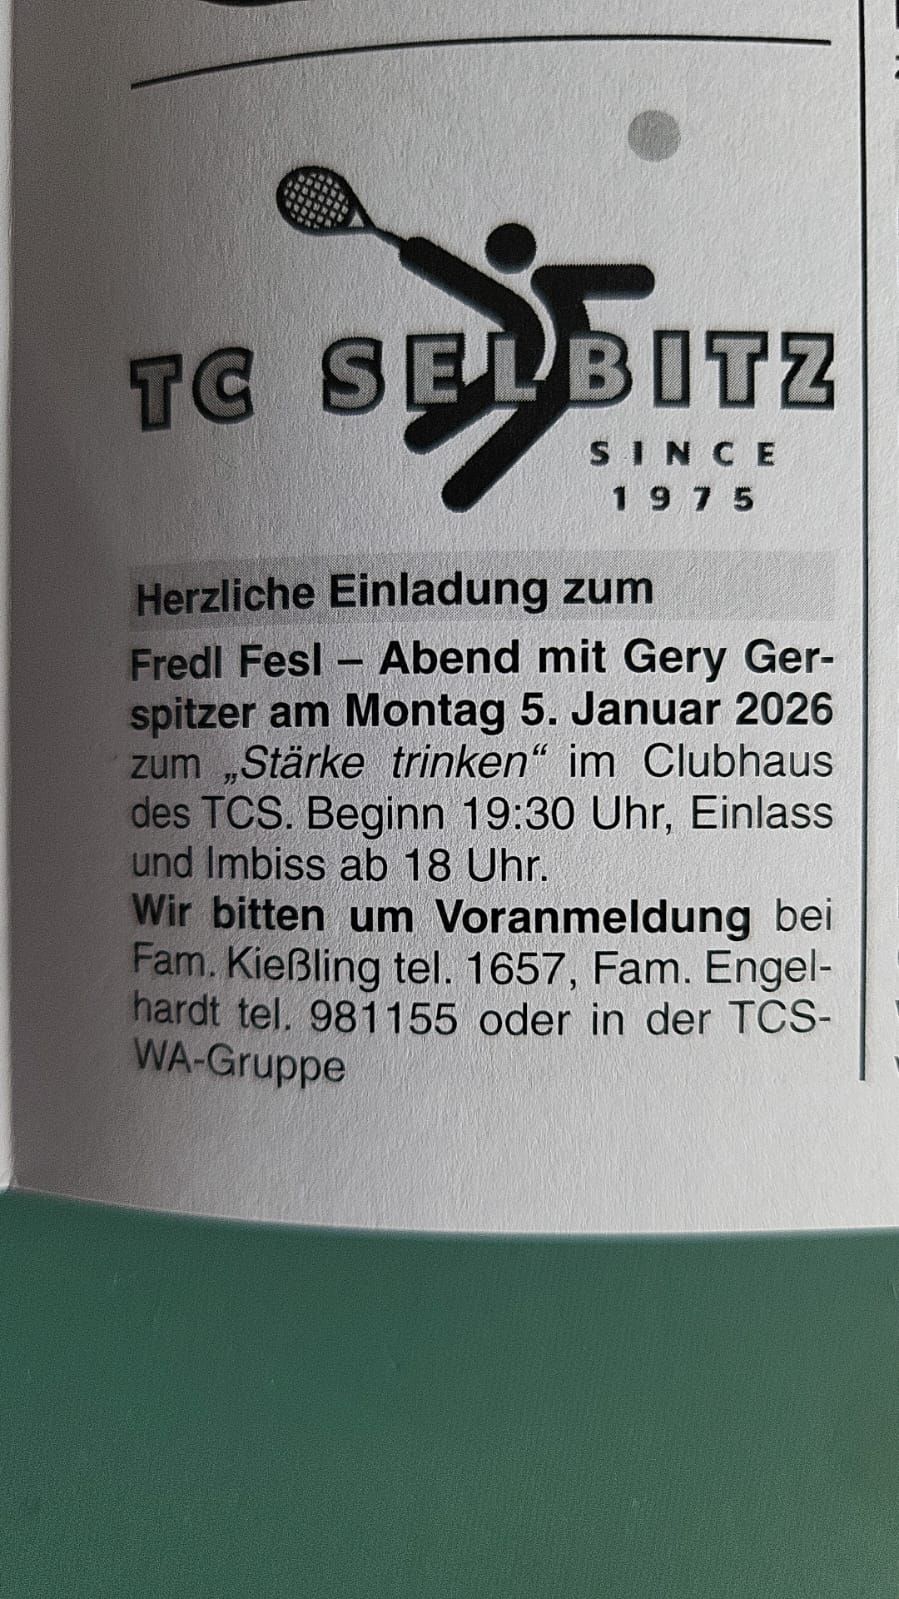 TC SELBITZ
SINCE
1975
Herzliche Einladung zum
Fredl Fesl – Abend mit Gery Ger-
spitzer am Montag 5. Januar 2026
zum „Stärke trinken“ im Clubhaus
des TCS. Beginn 19:30 Uhr, Einlass
und Imbiss ab 18 Uhr.
Wir bitten um Voranmeldung bei
Fam. Kießling tel. 1657, Fam. Engel-
hardt tel. 981155 oder in der TCS-
WA-Gruppe